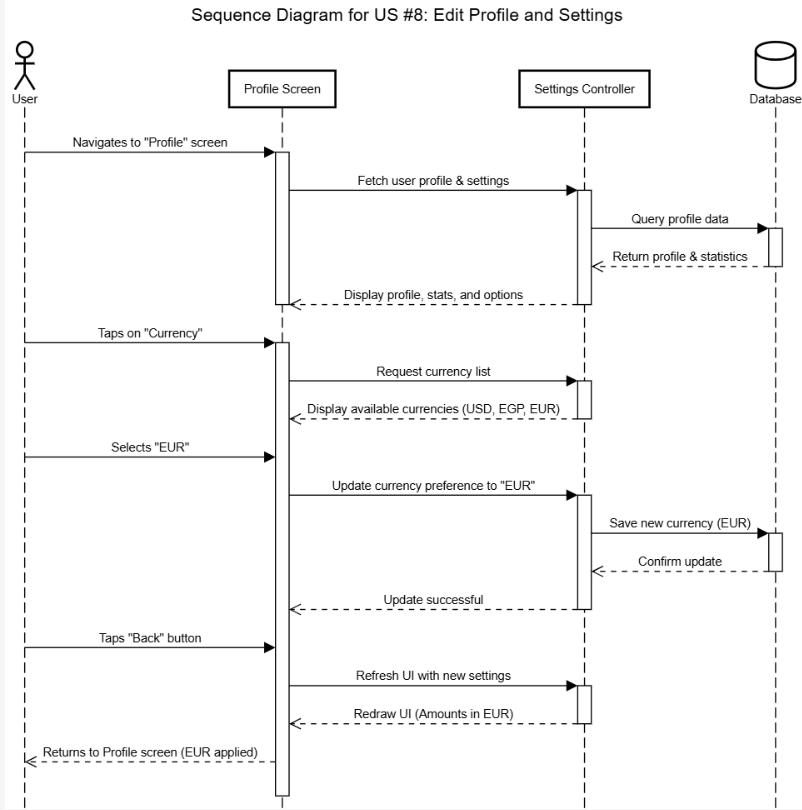 Sequence Diagram for US #8: Edit Profile and Settings
User
Profile Screen
Settings Controller
Database
Navigates to "Profile" screen
Fetch user profile & settings
Query profile data
Return profile & statistics
Display profile, stats, and options
Taps on "Currency"
Request currency list
Display available currencies (USD, EGP, EUR)
Selects "EUR"
Update currency preference to "EUR"
Save new currency (EUR)
Confirm update
Update successful
Taps "Back" button
Refresh UI with new settings
Redraw UI (Amounts in EUR)
Returns to Profile screen (EUR applied)